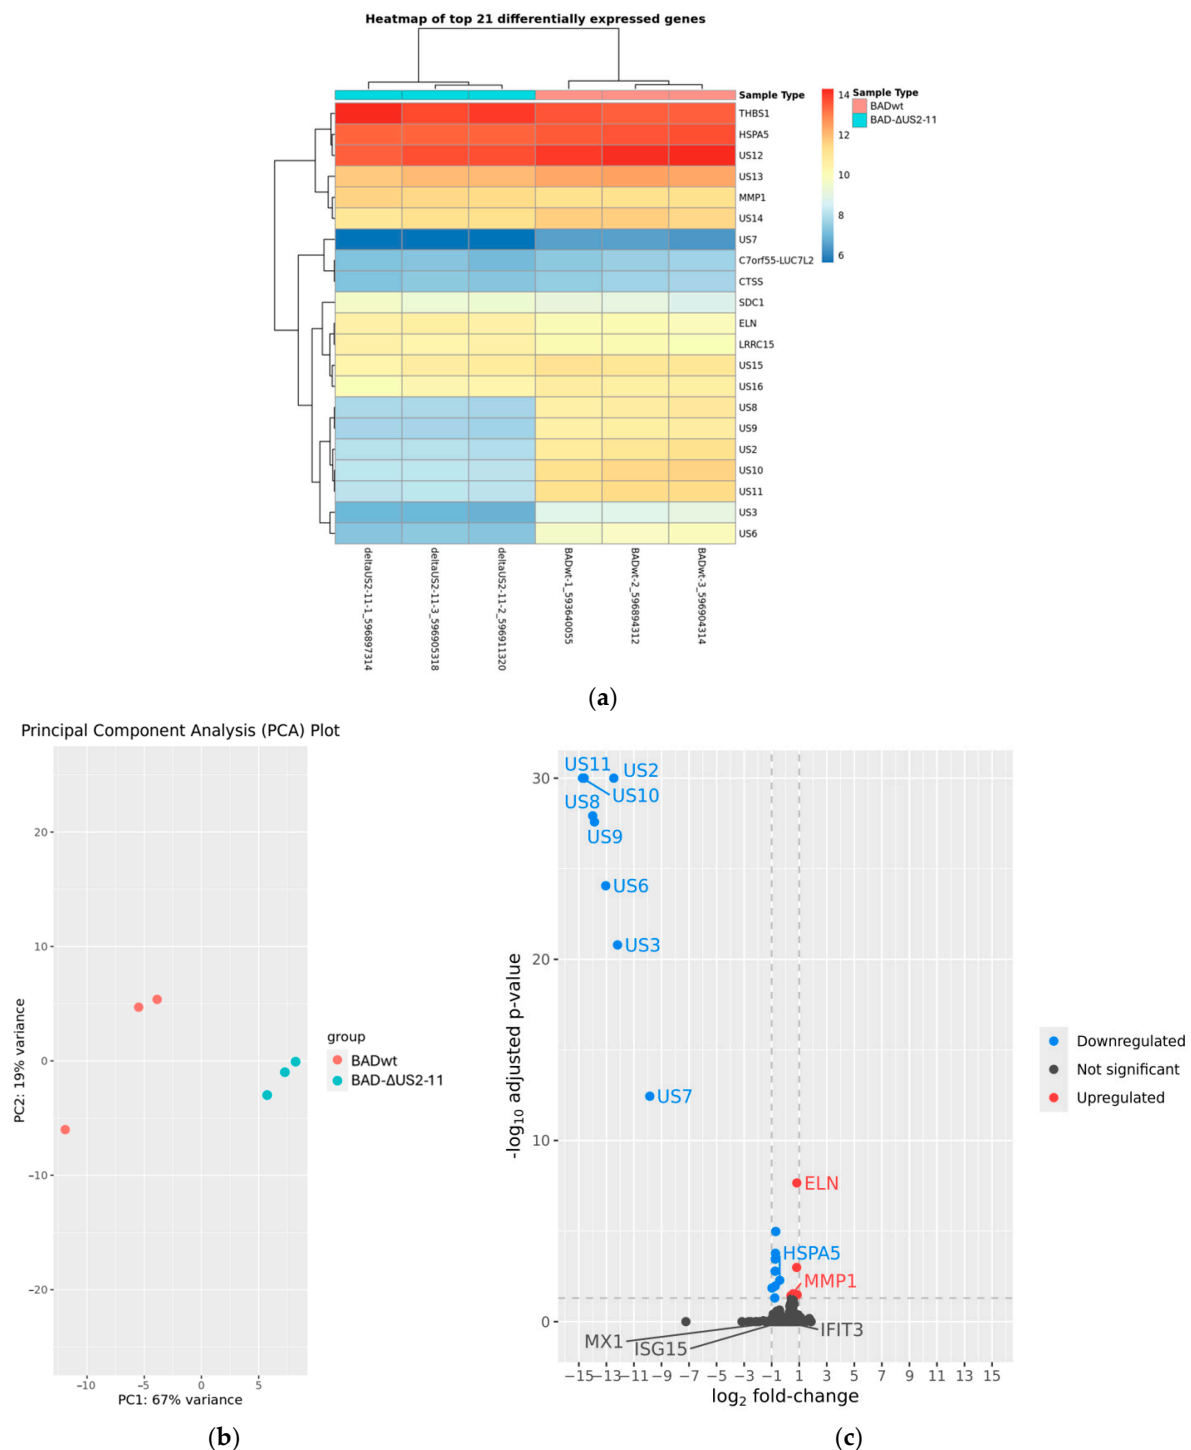 Heatmap of top 21 differentially expressed genes
Sample Type
THBS1
HSPA5
US12
US13
MMP1
US14
US7
C7orf55-LUC7L2
CTSS
SDC1
ELN
LRRC15
US15
US16
US8
US9
US2
US10
US11
US3
US6
14
12
10
8
6
Sample Type
BADwt
BAD-ΔUS2-11
deltaUS2-11-1_596897314
deltaUS2-11-3_596905318
deltaUS2-11-2_596911320
BADwt-1_593640055
BADwt-2_596894312
BADwt-3_596904314
(a)
Principal Component Analysis (PCA) Plot
PC2: 19% variance
20
10
0
−10
−20
−10 −5 0 5
PC1: 67% variance
group
BADwt
BAD-ΔUS2-11
(b)
-log10 adjusted p-value
30
20
10
0
US11
US2
US10
US8
US9
US6
US3
US7
ELN
HSPA5
MMP1
MX1
ISG15
IFIT3
−15 −13 −11 −9 −7 −5 −3 −1 1 3 5 7 9 11 13 15
log2 fold-change
Downregulated
Not significant
Upregulated
(c)